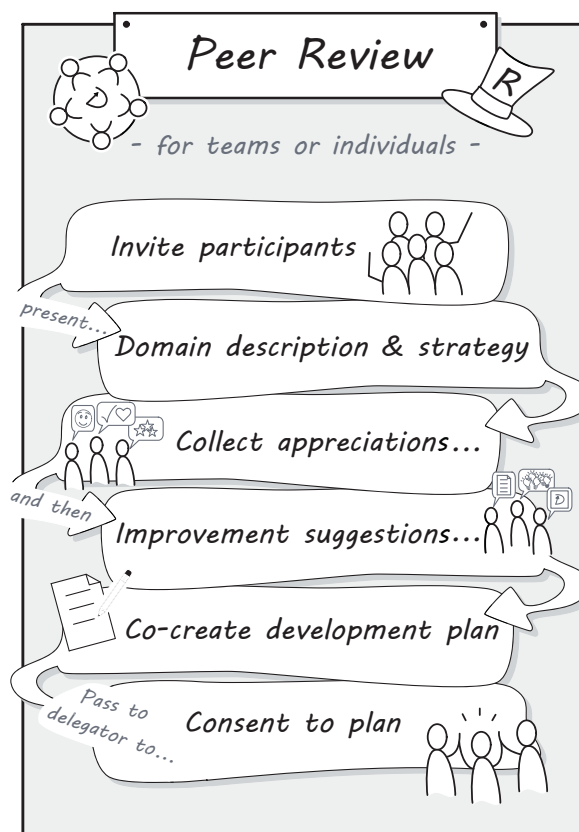 Peer Review
R
- for teams or individuals -
Invite participants
present...
Domain description & strategy
Collect appreciations...
and then
Improvement suggestions...
D
Co-create development plan
Pass to
delegator to...
Consent to plan